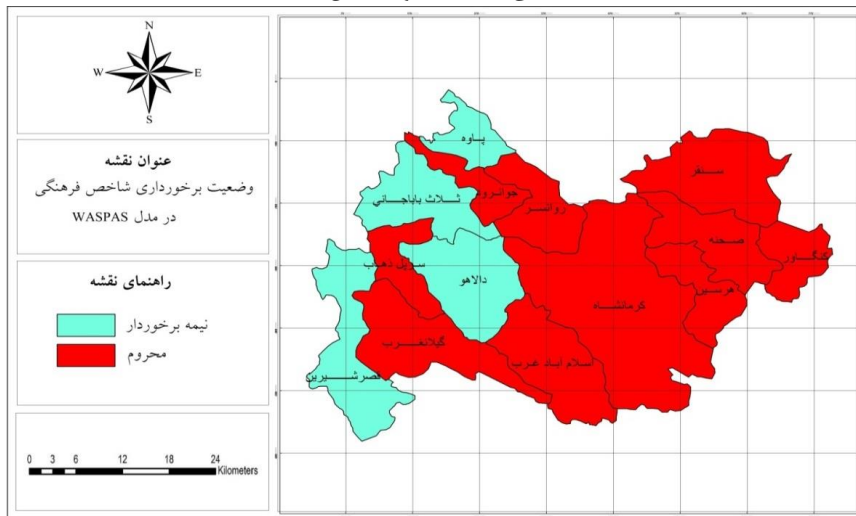 N
W E
S
عنوان نقشه
وضعیت برخورداری شاخص فرهنگی
در مدل WASPAS
راهنمای نقشه
نیمه برخوردار
محروم
0 3 6 12 18 24
Kilometers
پاوه
سنقر
جوانرود
روانسر
ثلاث باباجانی
صحنه
کنگاور
سرپل ذهاب
دالاهو
هرسین
کرمانشاه
گیلانغرب
اسلام اباد غرب
قصرشیرین